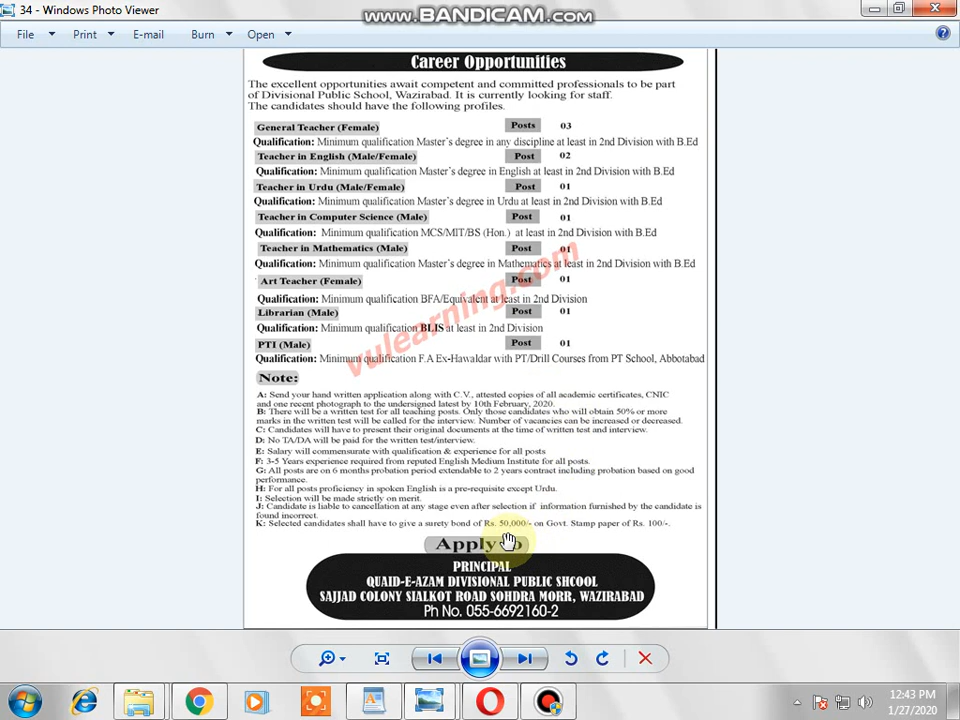 34 - Windows Photo Viewer
www.BANDICAM.com
File Print E-mail Burn Open
Career Opportunities
The excellent opportunities await competent and committed professionals to be part
of Divisional Public School, Wazirabad. It is currently looking for staff.
The candidates should have the following profiles.
General Teacher (Female) Posts 03
Qualification: Minimum qualification Master's degree in any discipline at least in 2nd Division with B.Ed
Teacher in English (Male/Female) Post 02
Qualification: Minimum qualification Master's degree in English at least in 2nd Division with B.Ed
Teacher in Urdu (Male/Female) Post 01
Qualification: Minimum qualification Master's degree in Urdu at least in 2nd Division with B.Ed
Teacher in Computer Science (Male) Post 01
Qualification: Minimum qualification MCS/MIT/BS (Hon.) at least in 2nd Division with B.Ed
Teacher in Mathematics (Male) Post 01
Qualification: Minimum qualification Master's degree in Mathematics at least in 2nd Division with B.Ed
Art Teacher (Female) Post 01
Qualification: Minimum qualification BFA/Equivalent at least in 2nd Division
Librarian (Male) Post 01
Qualification: Minimum qualification BLIS at least in 2nd Division
PTI (Male) Post 01
Qualification: Minimum qualification F.A Ex-Hawaldar with PT/Drill Courses from PT School, Abbotabad
vulearning.com
Note:
A: Send your hand written application along with C.V., attested copies of all academic certificates, CNIC
and one recent photograph to the undersigned latest by 10th February, 2020.
B: There will be a written test for all teaching posts. Only those candidates who will obtain 50% or more
marks in the written test will be called for the interview. Number of vacancies can be increased or decreased.
C: Candidates will have to present their original documents at the time of written test and interview.
D: No TA/DA will be paid for the written test/interview.
E: Salary will commensurate with qualification & experience for all posts
F: 3-5 Years experience required from reputed English Medium Institute for all posts.
G: All posts are on 6 months probation period extendable to 2 years contract including probation based on good
performance.
H: For all posts proficiency in spoken English is a pre-requisite except Urdu.
I: Selection will be made strictly on merit.
J: Candidate is liable to cancellation at any stage even after selection if information furnished by the candidate is
found incorrect.
K: Selected candidates shall have to give a surety bond of Rs. 50,000/- on Govt. Stamp paper of Rs. 100/-.
Apply to
PRINCIPAL
QUAID-E-AZAM DIVISIONAL PUBLIC SHCOOL
SAJJAD COLONY SIALKOT ROAD SOHDRA MORR, WAZIRABAD
Ph No. 055-6692160-2
12:43 PM
1/27/2020